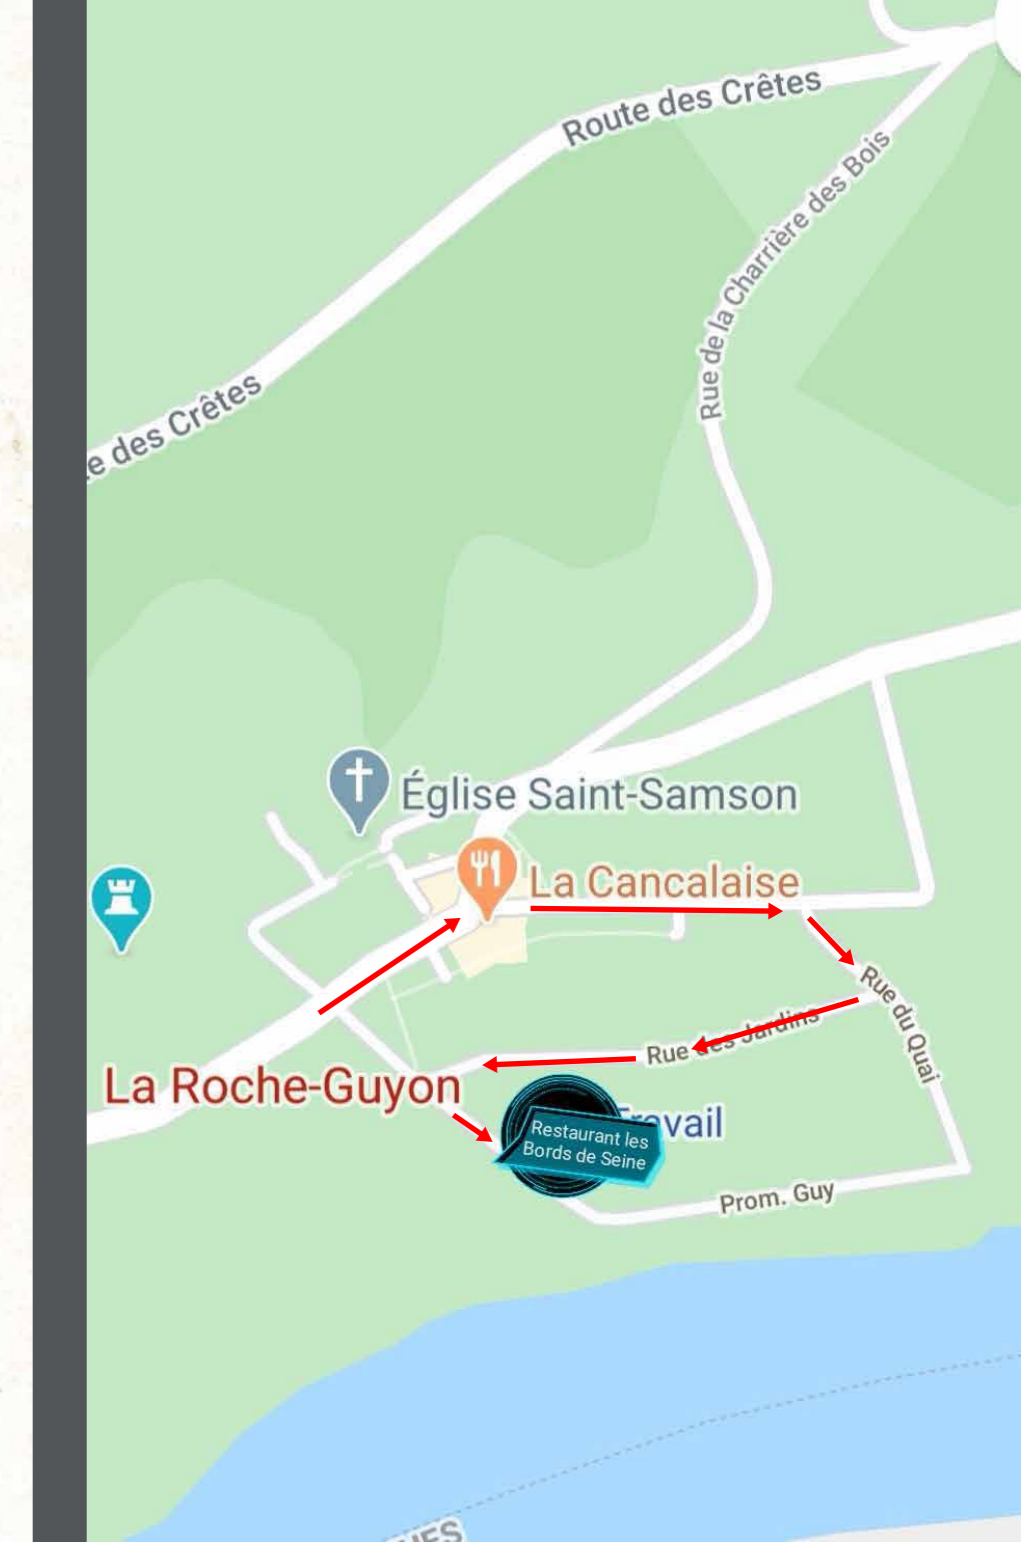 Route des Crêtes
Rue de la Charrière des Bois
e des Crêtes
Église Saint-Samson
La Cancalaise
Rue du Quai
Rue des Jardins
La Roche-Guyon
Travail
Restaurant les
Bords de Seine
Prom. Guy